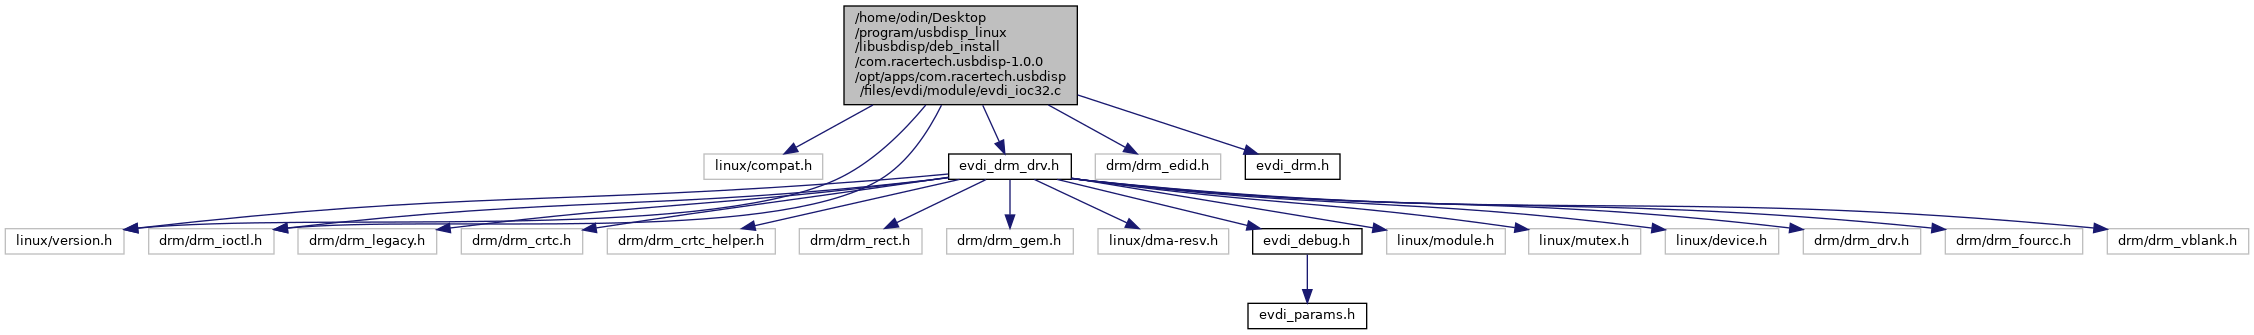 /home/odin/Desktop
/program/usbdisp_linux
/libusbdisp/deb_install
/com.racertech.usbdisp-1.0.0
/opt/apps/com.racertech.usbdisp
/files/evdi/module/evdi_ioc32.c
linux/compat.h
evdi_drm_drv.h
drm/drm_edid.h
evdi_drm.h
linux/version.h
drm/drm_ioctl.h
drm/drm_legacy.h
drm/drm_crtc.h
drm/drm_crtc_helper.h
drm/drm_rect.h
drm/drm_gem.h
linux/dma-resv.h
evdi_debug.h
linux/module.h
linux/mutex.h
linux/device.h
drm/drm_drv.h
drm/drm_fourcc.h
drm/drm_vblank.h
evdi_params.h